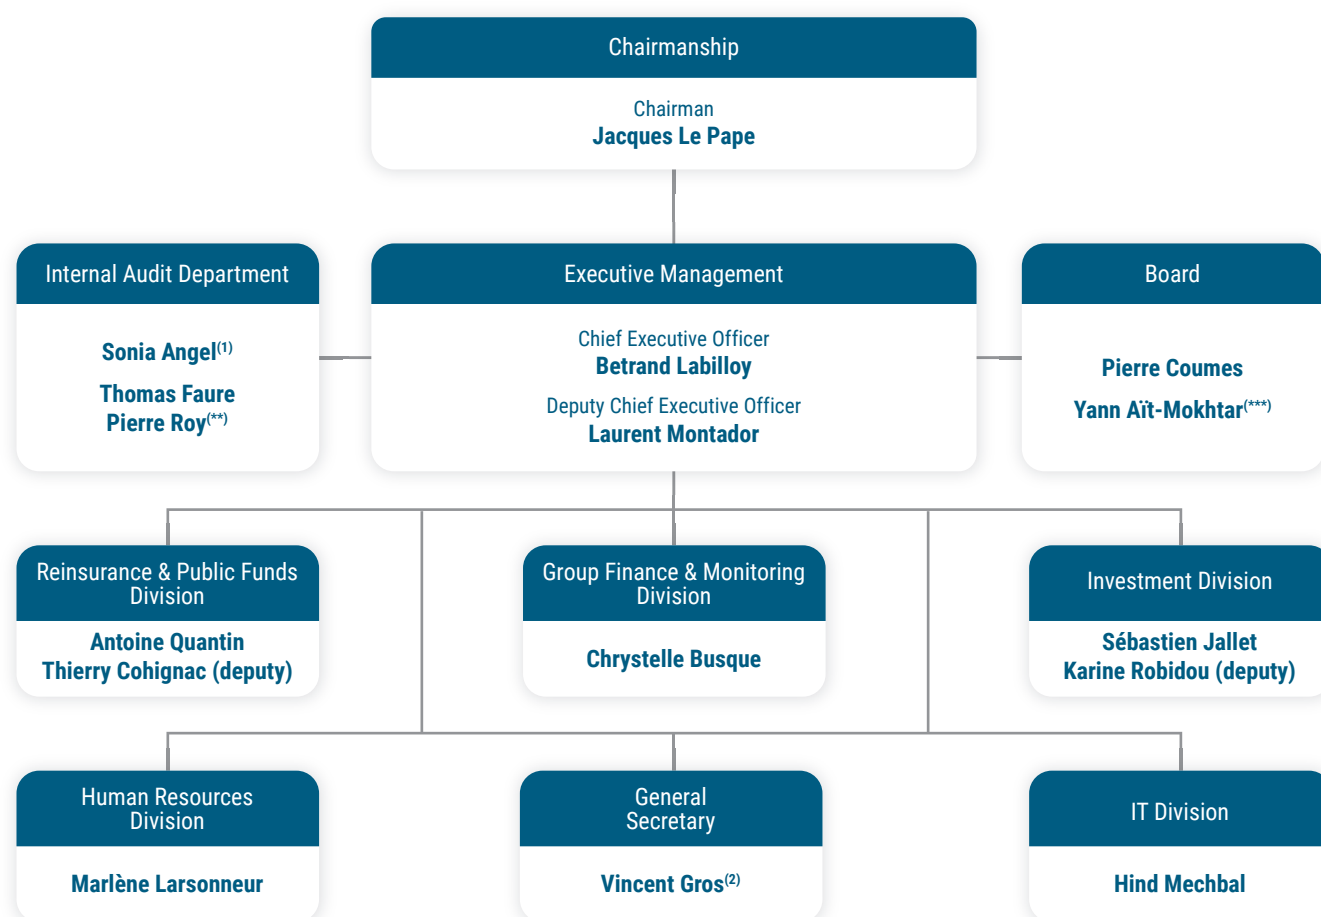 Chairmanship
Chairman
Jacques Le Pape
Internal Audit Department
Sonia Angel(1)
Thomas Faure
Pierre Roy(**)
Executive Management
Chief Executive Officer
Betrand Labilloy
Deputy Chief Executive Officer
Laurent Montador
Board
Pierre Coumes
Yann Aït-Mokhtar(***)
Reinsurance & Public Funds
Division
Antoine Quantin
Thierry Cohignac (deputy)
Group Finance & Monitoring
Division
Chrystelle Busque
Investment Division
Sébastien Jallet
Karine Robidou (deputy)
Human Resources
Division
Marlène Larsonneur
General
Secretary
Vincent Gros(2)
IT Division
Hind Mechbal